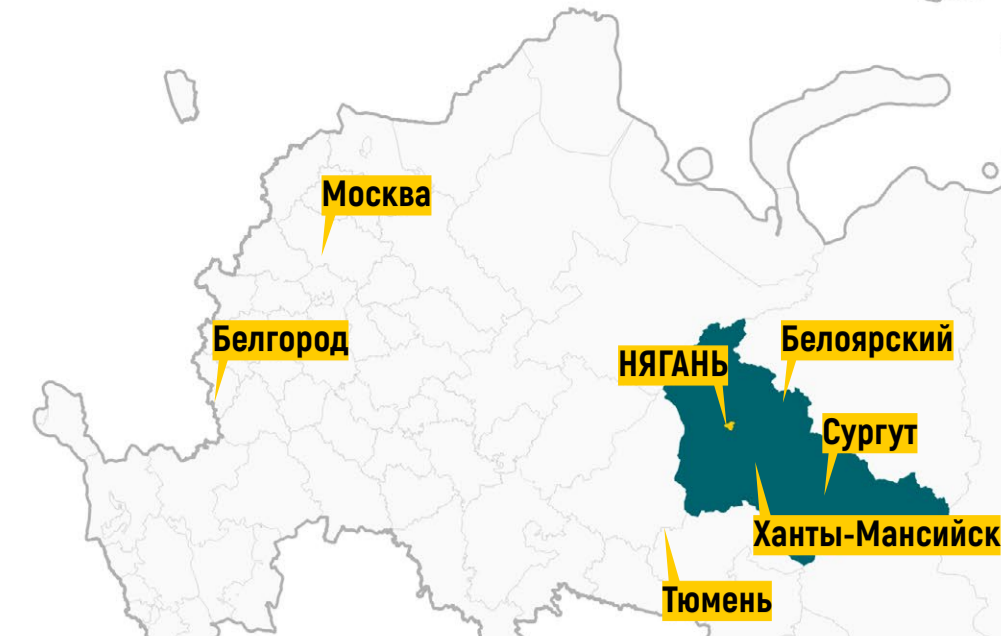 Москва
Белгород
НЯГАНЬ
Белоярский
Сургут
Ханты-Мансийск
Тюмень